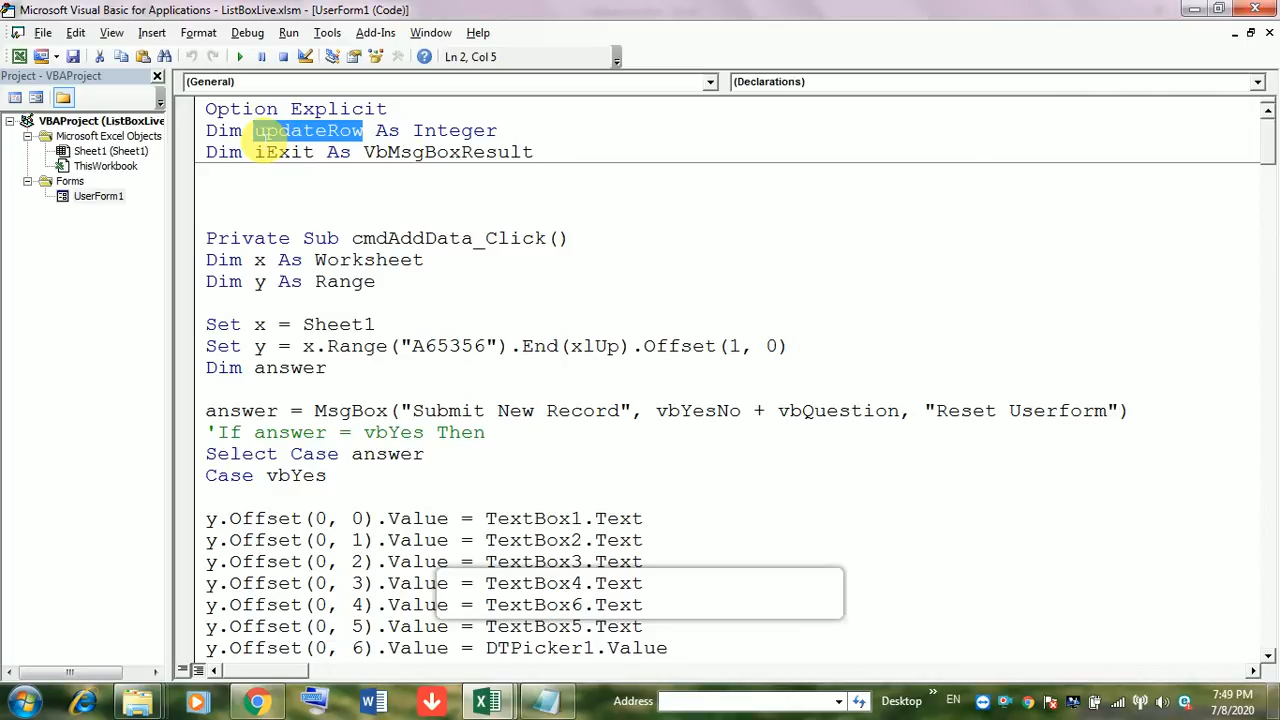 Microsoft Visual Basic for Applications - ListBoxLive.xlsm - [UserForm1 (Code)]
File Edit View Insert Format Debug Run Tools Add-Ins Window Help
Ln 2, Col 5
Project - VBAProject
(General) (Declarations)
VBAProject (ListBoxLive
Microsoft Excel Objects
Sheet1 (Sheet1)
ThisWorkbook
Forms
UserForm1
Option Explicit
Dim updateRow As Integer
Dim iExit As VbMsgBoxResult
Private Sub cmdAddData_Click()
Dim x As Worksheet
Dim y As Range
Set x = Sheet1
Set y = x.Range("A65356").End(xlUp).Offset(1, 0)
Dim answer
answer = MsgBox("Submit New Record", vbYesNo + vbQuestion, "Reset Userform")
'If answer = vbYes Then
Select Case answer
Case vbYes
y.Offset(0, 0).Value = TextBox1.Text
y.Offset(0, 1).Value = TextBox2.Text
y.Offset(0, 2).Value = TextBox3.Text
y.Offset(0, 3).Value = TextBox4.Text
y.Offset(0, 4).Value = TextBox6.Text
y.Offset(0, 5).Value = TextBox5.Text
y.Offset(0, 6).Value = DTPicker1.Value
Address Desktop » EN 7:49 PM
7/8/2020